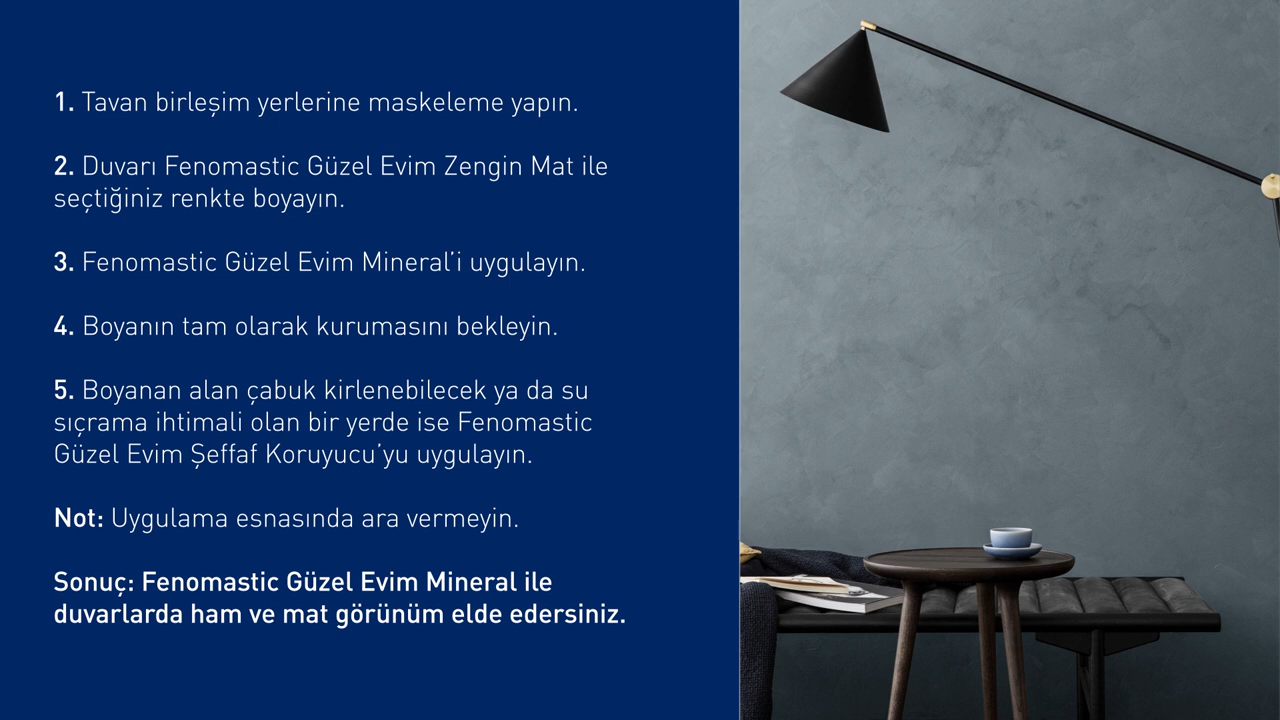 1. Tavan birleşim yerlerine maskeleme yapın.
2. Duvarı Fenomastic Güzel Evim Zengin Mat ile
seçtiğiniz renkte boyayın.
3. Fenomastic Güzel Evim Mineral'i uygulayın.
4. Boyanın tam olarak kurumasını bekleyin.
5. Boyanan alan çabuk kirlenebilecek ya da su
sıçrama ihtimali olan bir yerde ise Fenomastic
Güzel Evim Şeffaf Koruyucu'yu uygulayın.
Not: Uygulama esnasında ara vermeyin.
Sonuç: Fenomastic Güzel Evim Mineral ile
duvarlarda ham ve mat görünüm elde edersiniz.